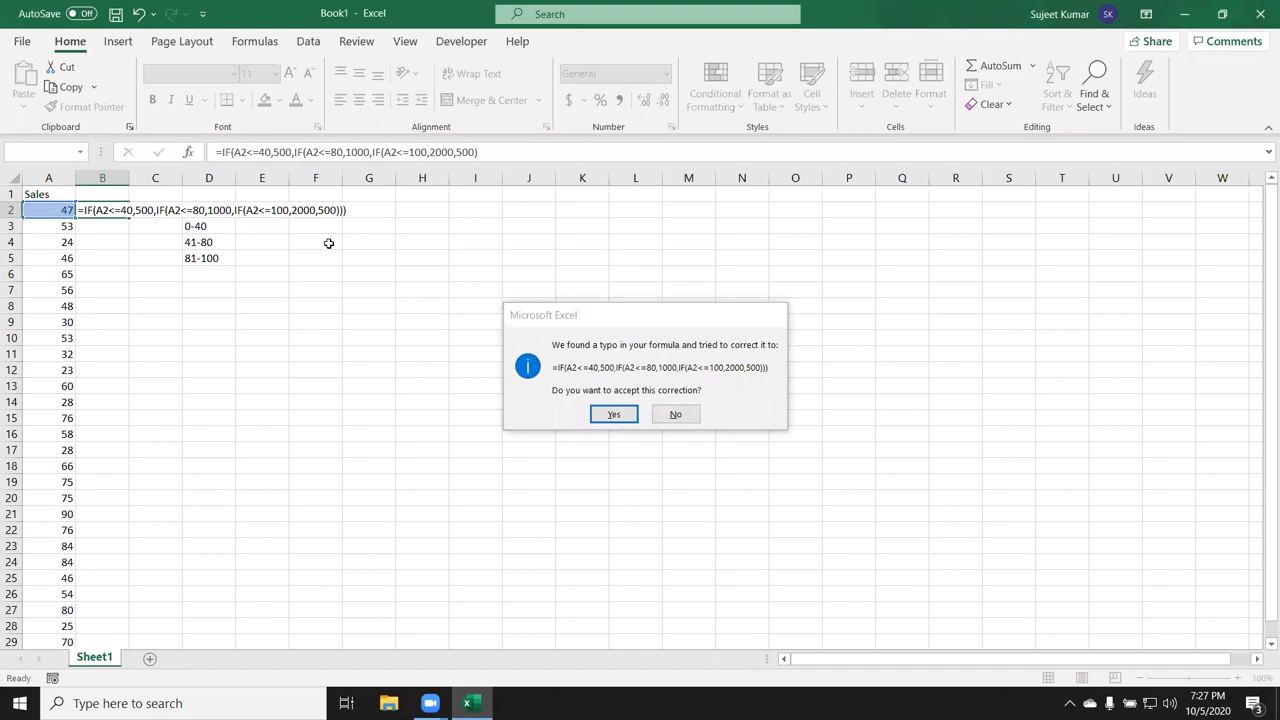 AutoSave Off Book1 - Excel Search Sujeet Kumar SK
File Home Insert Page Layout Formulas Data Review View Developer Help Share Comments
Paste Cut Copy Format Painter Clipboard
11 B I U Font
Wrap Text Merge & Center Alignment
General $ % Number
Conditional Formatting Format as Table Cell Styles Styles
Insert Delete Format Cells
AutoSum Fill Clear Sort & Filter Find & Select Editing
Ideas Ideas
fx =IF(A2<=40,500,IF(A2<=80,1000,IF(A2<=100,2000,500)
A B C D E F G H I J K L M N O P Q R S T U V W
1 Sales
2 47 =IF(A2<=40,500,IF(A2<=80,1000,IF(A2<=100,2000,500)))
3 53 0-40
4 24 41-80
5 46 81-100
6 65
7 56
8 48
9 30
10 53
11 32
12 23
13 60
14 28
15 76
16 58
17 28
18 66
19 75
20 75
21 90
22 76
23 84
24 84
25 46
26 54
27 80
28 25
29 70
Microsoft Excel
We found a typo in your formula and tried to correct it to:
=IF(A2<=40,500,IF(A2<=80,1000,IF(A2<=100,2000,500)))
Do you want to accept this correction?
Yes No
Sheet1
Ready 100%
Type here to search 7:27 PM
10/5/2020 3